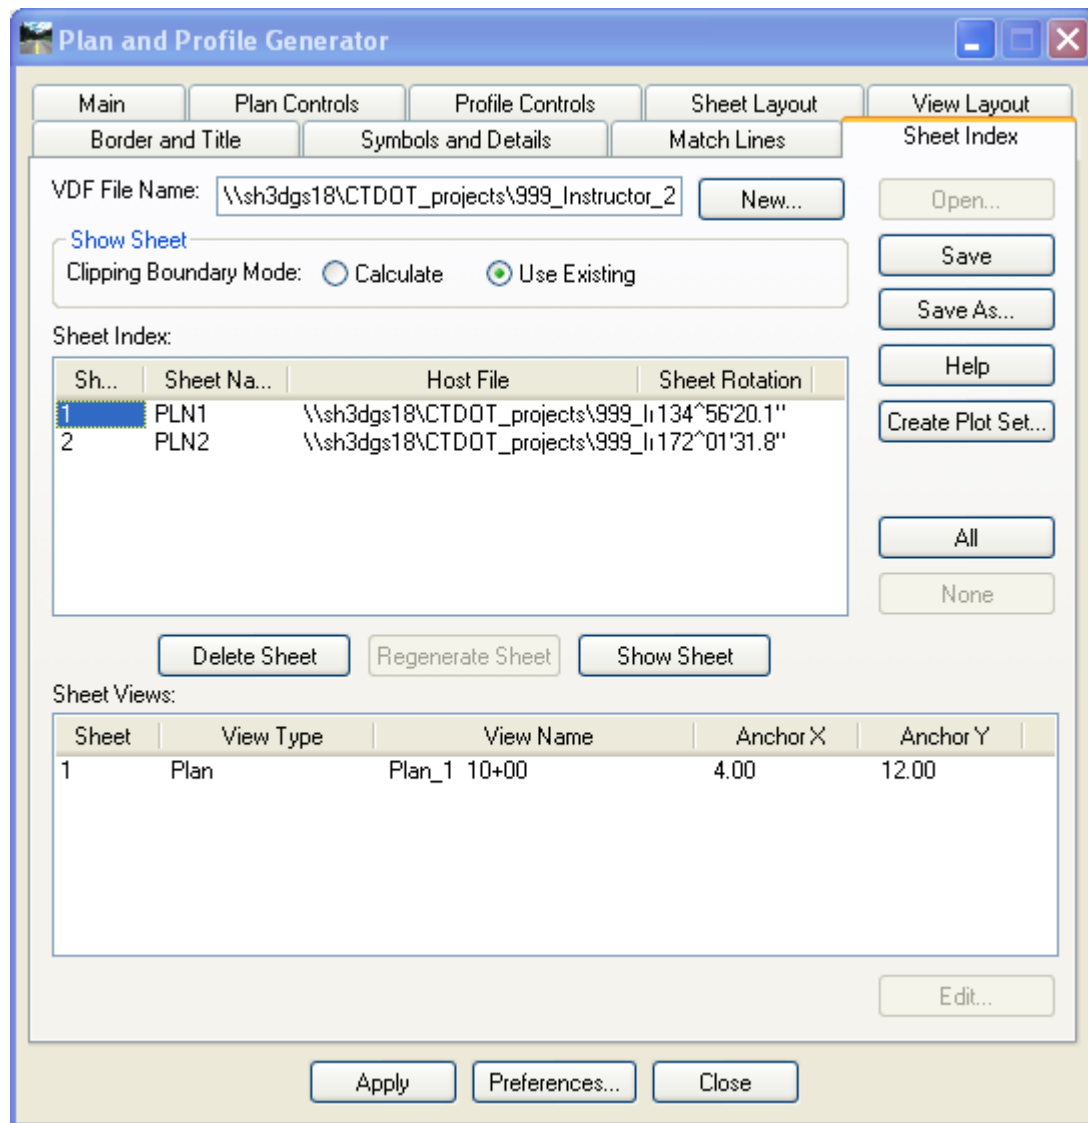 Plan and Profile Generator
Main Plan Controls Profile Controls Sheet Layout View Layout
Border and Title Symbols and Details Match Lines Sheet Index
VDF File Name: \\sh3dgs18\CTDOT_projects\999_Instructor_2 New... Open...
Show Sheet
Clipping Boundary Mode: Calculate Use Existing
Save
Save As...
Sheet Index:
Help
Create Plot Set...
Sh... Sheet Na... Host File Sheet Rotation
1 PLN1 \\sh3dgs18\CTDOT_projects\999_I 134^56'20.1"
2 PLN2 \\sh3dgs18\CTDOT_projects\999_I 172^01'31.8"
All
None
Delete Sheet Regenerate Sheet Show Sheet
Sheet Views:
Sheet View Type View Name Anchor X Anchor Y
1 Plan Plan_1 10+00 4.00 12.00
Edit...
Apply Preferences... Close